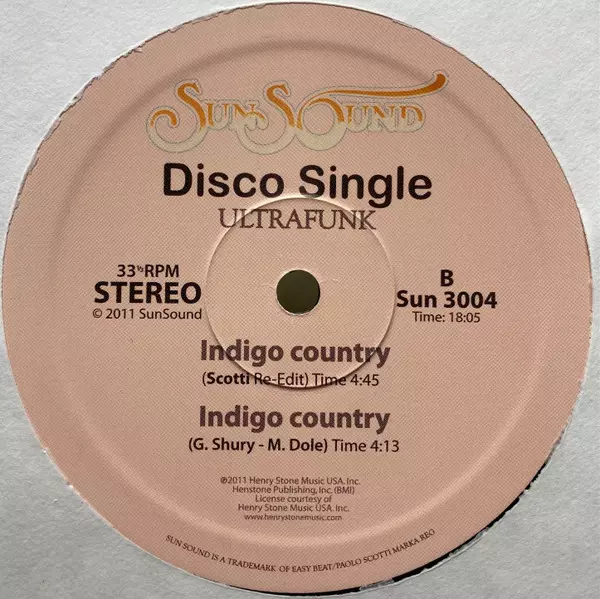 SunSound
Disco Single
ULTRAFUNK
33⅓RPM
STEREO
© 2011 SunSound
B
Sun 3004
Time: 18:05
Indigo country
(Scotti Re-Edit) Time 4:45
Indigo country
(G. Shury - M. Dole) Time 4:13
℗2011 Henry Stone Music USA. Inc.
Henstone Publishing, Inc. (BMI)
License courtesy of
Henry Stone Music USA, Inc.
www.henrystonemusic.com
SUN SOUND IS A TRADEMARK OF EASY BEAT/PAOLO SCOTTI MARKA REG